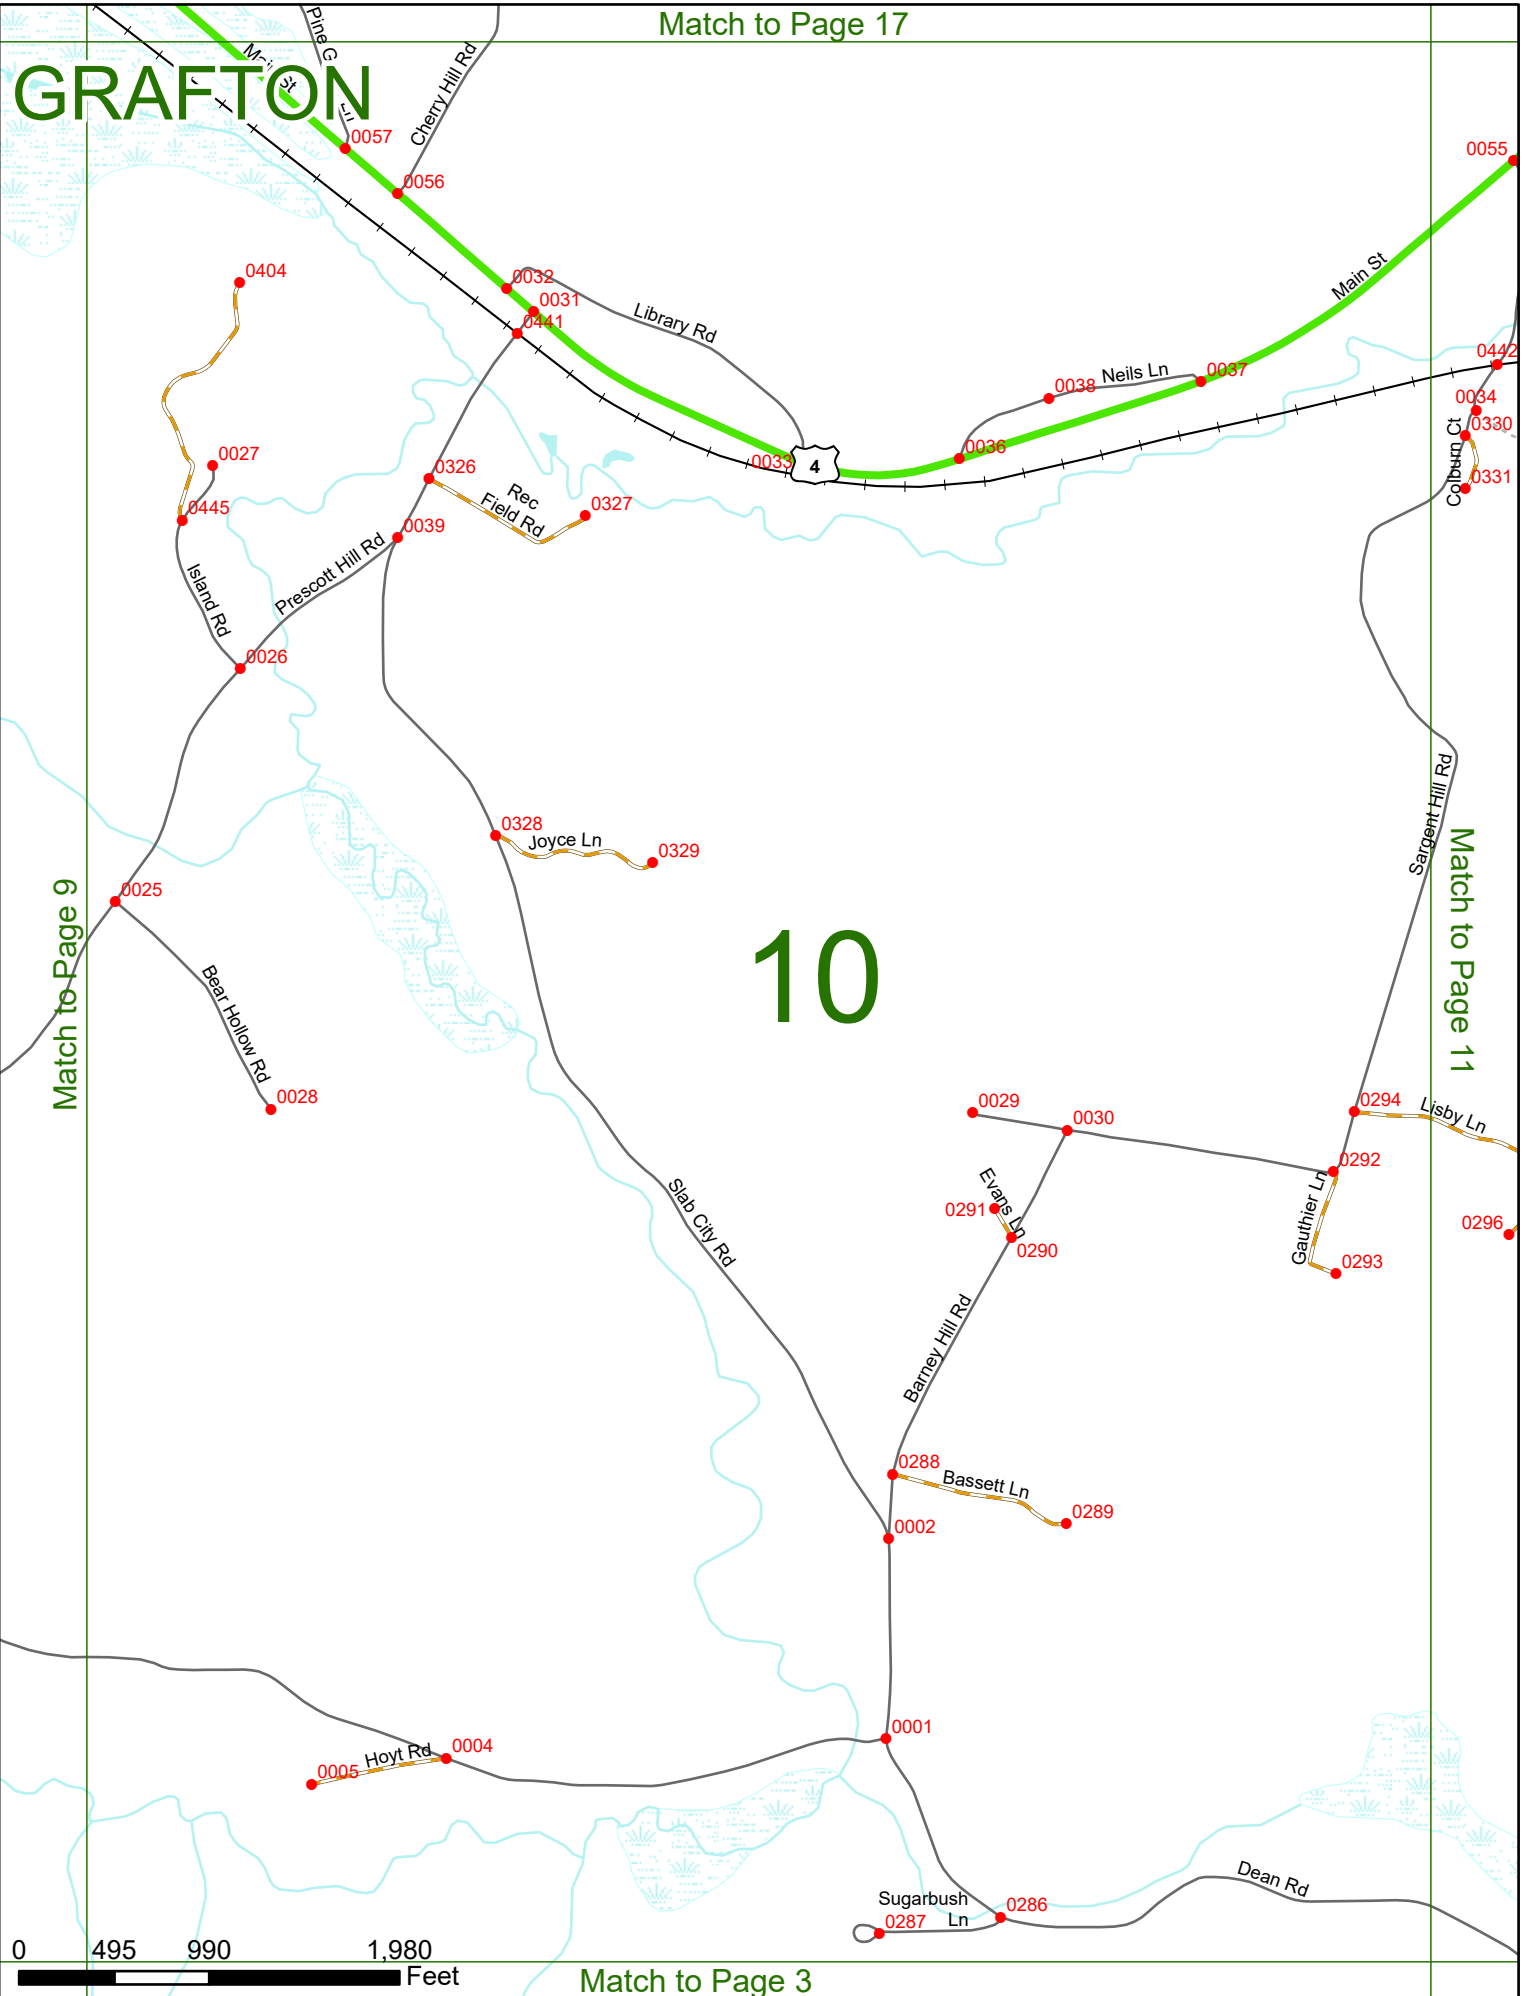 Match to Page 17
GRAFTON
Main St
Pine G
Ln
Cherry Hill Rd
0057
0056
0055
0404
0032
0031
0441
Library Rd
Main St
Neils Ln
0038
0037
0442
0034
0330
Colburn Ct
0331
0027
0326
Rec
Field Rd
0327
0033
4
0036
0445
0039
Prescott Hill Rd
Island Rd
0026
0328
Joyce Ln
0329
Sargent Hill Rd
Match to Page 11
Match to Page 9
0025
10
Bear Hollow Rd
0028
0029
0030
0294
Lisby Ln
0292
Evans Ln
0291
0290
Gauthier Ln
0293
0296
Slab City Rd
Barney Hill Rd
0288
Bassett Ln
0289
0002
0001
0004
Hoyt Rd
0005
Dean Rd
Sugarbush
Ln
0286
0287
0 495 990 1,980
Feet
Match to Page 3